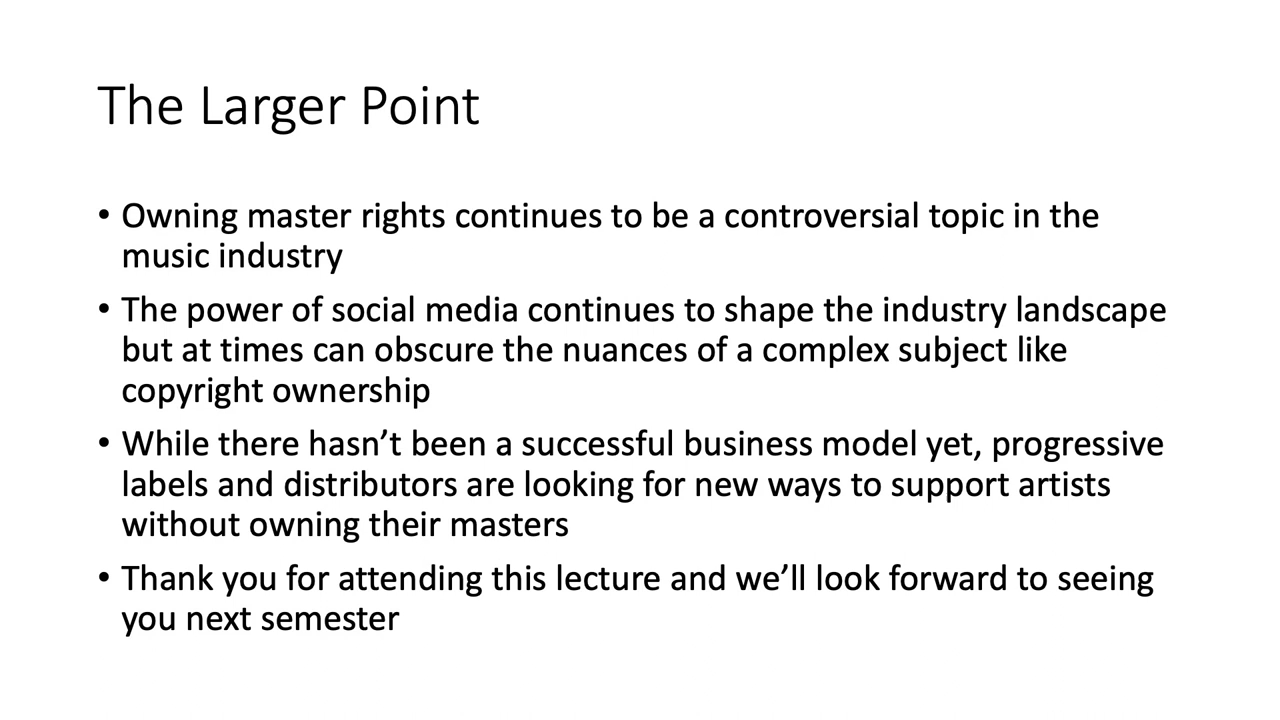 The Larger Point
• Owning master rights continues to be a controversial topic in the
music industry
• The power of social media continues to shape the industry landscape
but at times can obscure the nuances of a complex subject like
copyright ownership
• While there hasn’t been a successful business model yet, progressive
labels and distributors are looking for new ways to support artists
without owning their masters
• Thank you for attending this lecture and we’ll look forward to seeing
you next semester